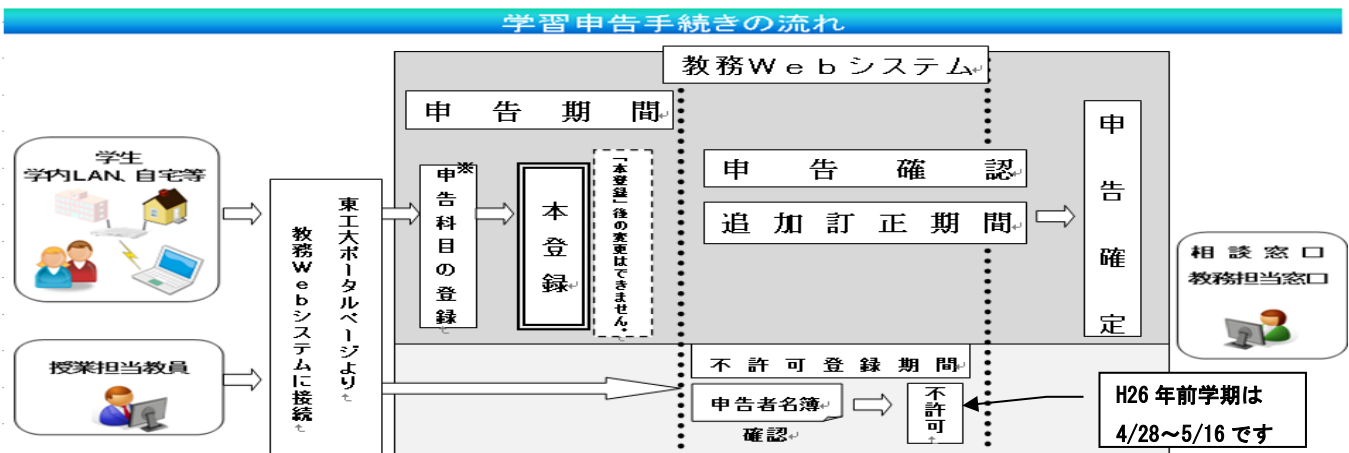 学習申告手続きの流れ
教務Ｗｅｂシステム
申告期間
学生
学内LAN、自宅等
東工大ポータルページより
教務Ｗｅｂシステムに接続
※
申告科目の登録
本登録
「本登録」後の変更はできません。
申告確認
追加訂正期間
申告確定
相談窓口
教務担当窓口
授業担当教員
不許可登録期間
申告者名簿
確認
不許可
H26 年前学期は
4/28～5/16 です